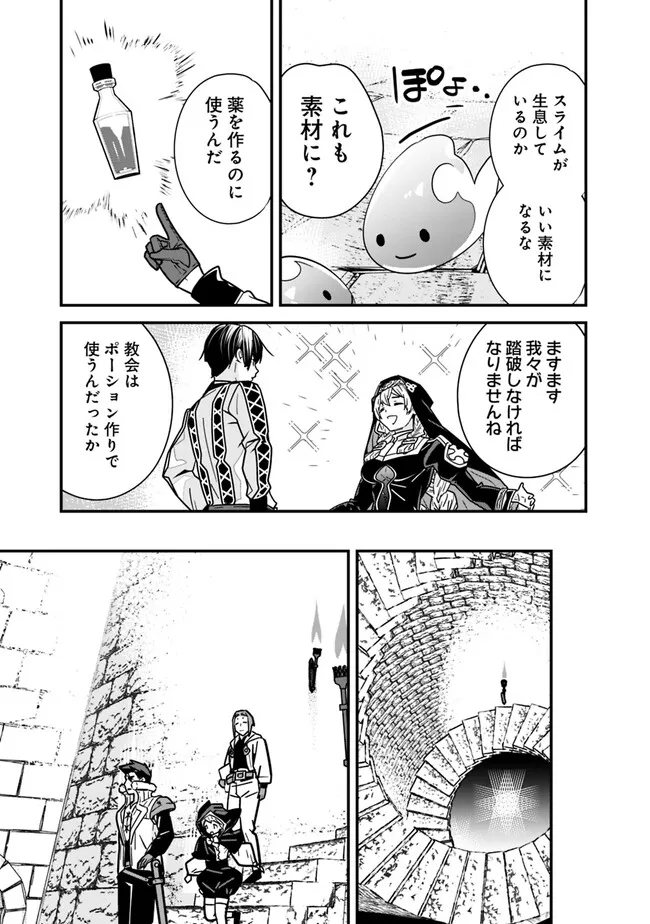 スライムが
生息して
いるのか
いい素材に
なるな
ぽよ・・
これも
素材に?
薬を作るのに
使うんだ
ますます
我々が
踏破しなければ
なりませんね
教会は
ポーション作りで
使うんだったか